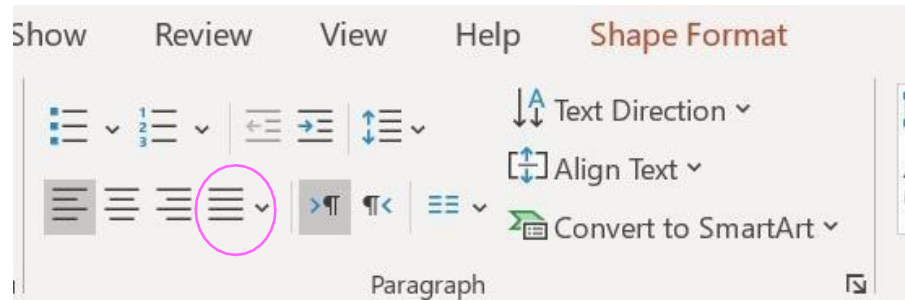 Show Review View Help Shape Format
Text Direction
Align Text
Convert to SmartArt
Paragraph